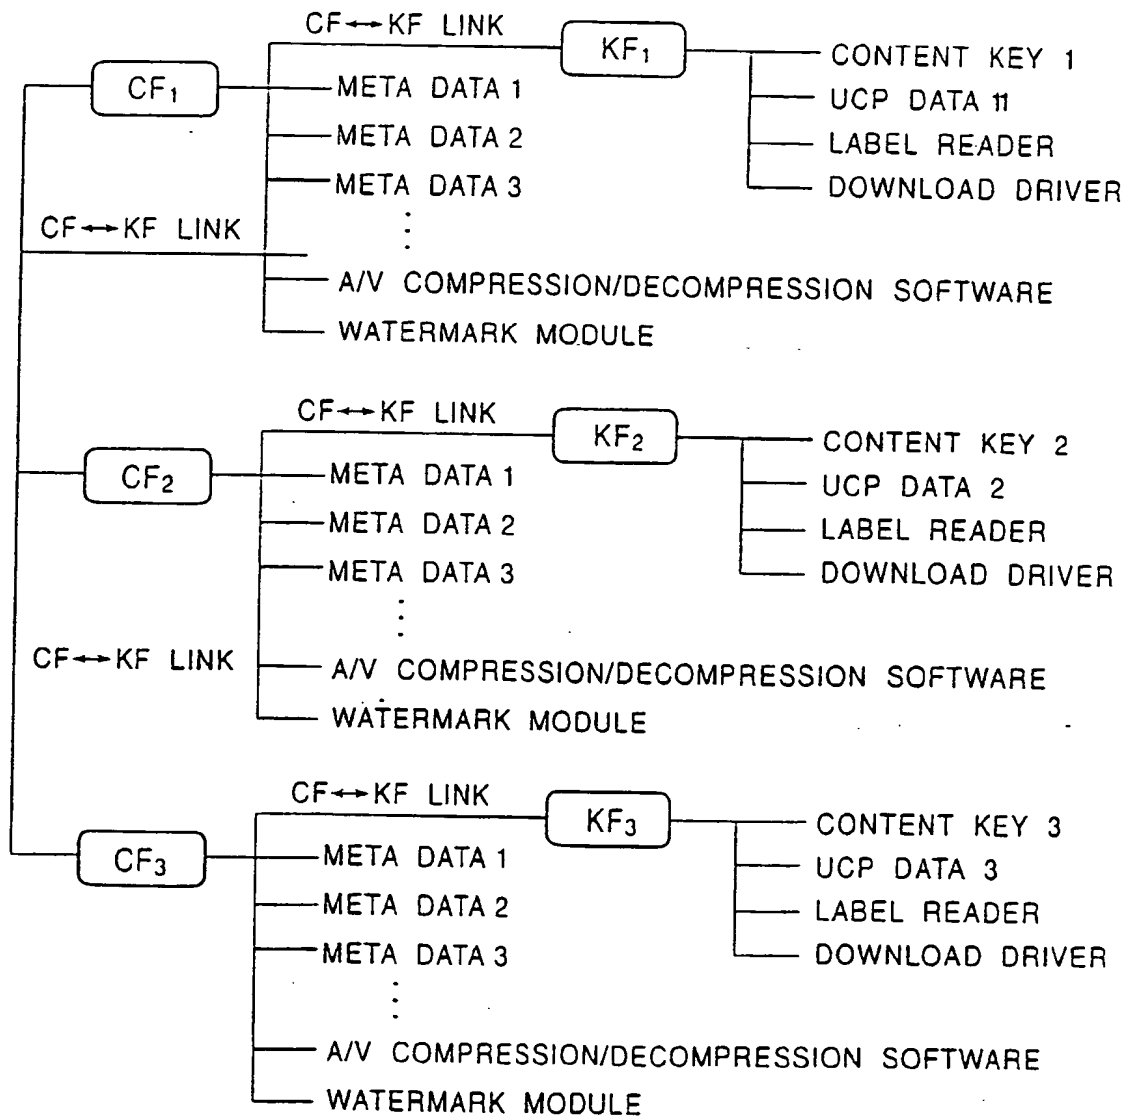 CF↔KF LINK
KF1
CONTENT KEY 1
CF1
META DATA 1
UCP DATA 11
META DATA 2
LABEL READER
META DATA 3
DOWNLOAD DRIVER
CF↔KF LINK
A/V COMPRESSION/DECOMPRESSION SOFTWARE
WATERMARK MODULE
CF↔KF LINK
KF2
CONTENT KEY 2
CF2
META DATA 1
UCP DATA 2
META DATA 2
LABEL READER
META DATA 3
DOWNLOAD DRIVER
CF↔KF LINK
A/V COMPRESSION/DECOMPRESSION SOFTWARE
WATERMARK MODULE
CF↔KF LINK
KF3
CONTENT KEY 3
CF3
META DATA 1
UCP DATA 3
META DATA 2
LABEL READER
META DATA 3
DOWNLOAD DRIVER
A/V COMPRESSION/DECOMPRESSION SOFTWARE
WATERMARK MODULE